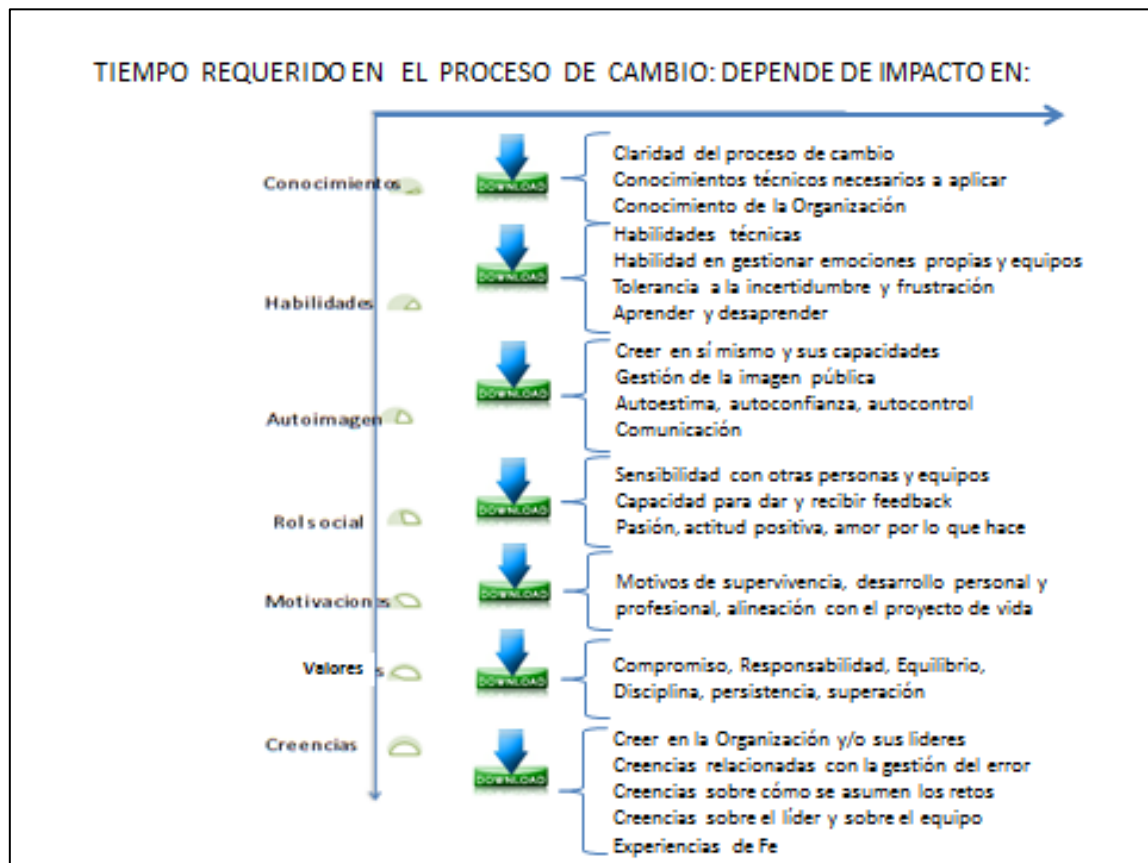 TIEMPO REQUERIDO EN EL PROCESO DE CAMBIO: DEPENDE DE IMPACTO EN:
Conocimientos
DOWNLOAD
Claridad del proceso de cambio
Conocimientos técnicos necesarios a aplicar
Conocimiento de la Organización
Habilidades
DOWNLOAD
Habilidades técnicas
Habilidad en gestionar emociones propias y equipos
Tolerancia a la incertidumbre y frustración
Aprender y desaprender
Autoimagen
DOWNLOAD
Creer en sí mismo y sus capacidades
Gestión de la imagen pública
Autoestima, autoconfianza, autocontrol
Comunicación
Rol social
DOWNLOAD
Sensibilidad con otras personas y equipos
Capacidad para dar y recibir feedback
Pasión, actitud positiva, amor por lo que hace
Motivaciones
DOWNLOAD
Motivos de supervivencia, desarrollo personal y
profesional, alineación con el proyecto de vida
Valores s
DOWNLOAD
Compromiso, Responsabilidad, Equilibrio,
Disciplina, persistencia, superación
Creencias
DOWNLOAD
Creer en la Organización y/o sus lideres
Creencias relacionadas con la gestión del error
Creencias sobre cómo se asumen los retos
Creencias sobre el líder y sobre el equipo
Experiencias de Fe